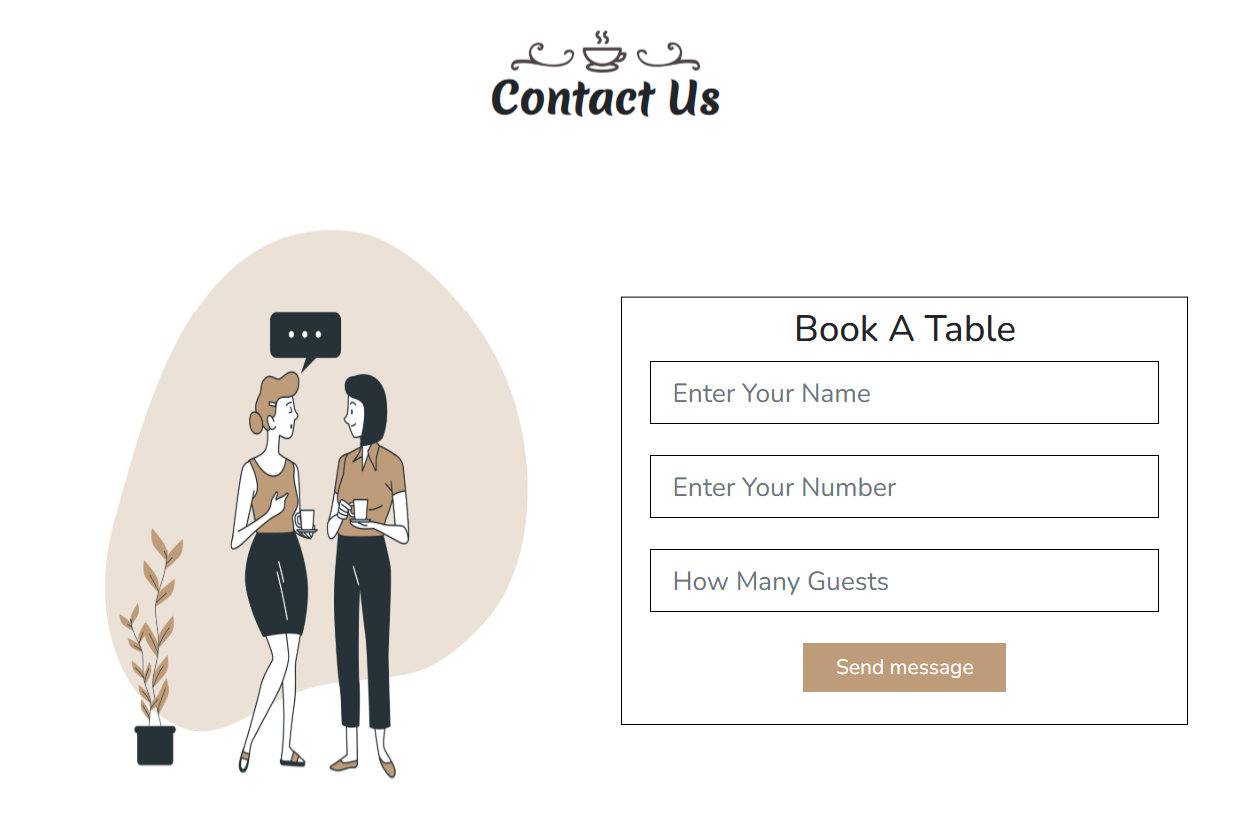 Contact Us
Book A Table
Enter Your Name
Enter Your Number
How Many Guests
Send message